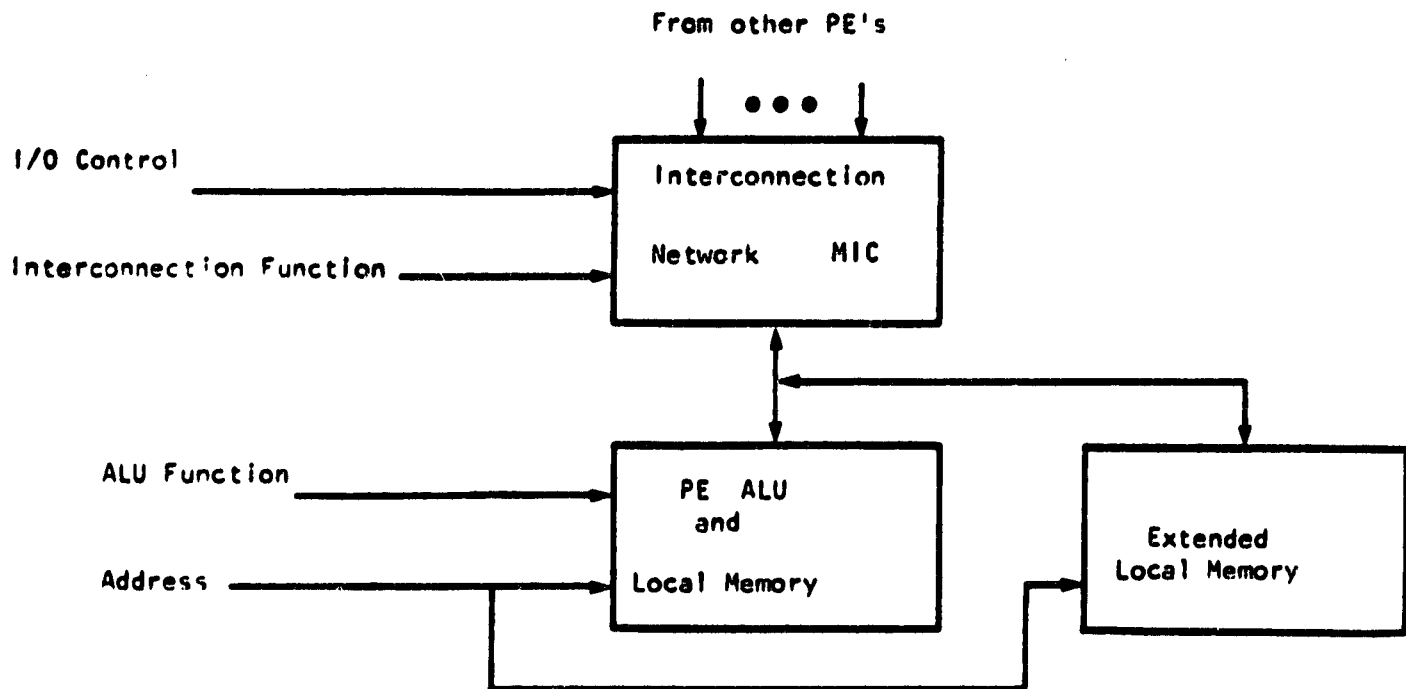 From other PE's
I/O Control
Interconnection
Network MIC
Interconnection Function
ALU Function
PE ALU
and
Local Memory
Address
Extended
Local Memory